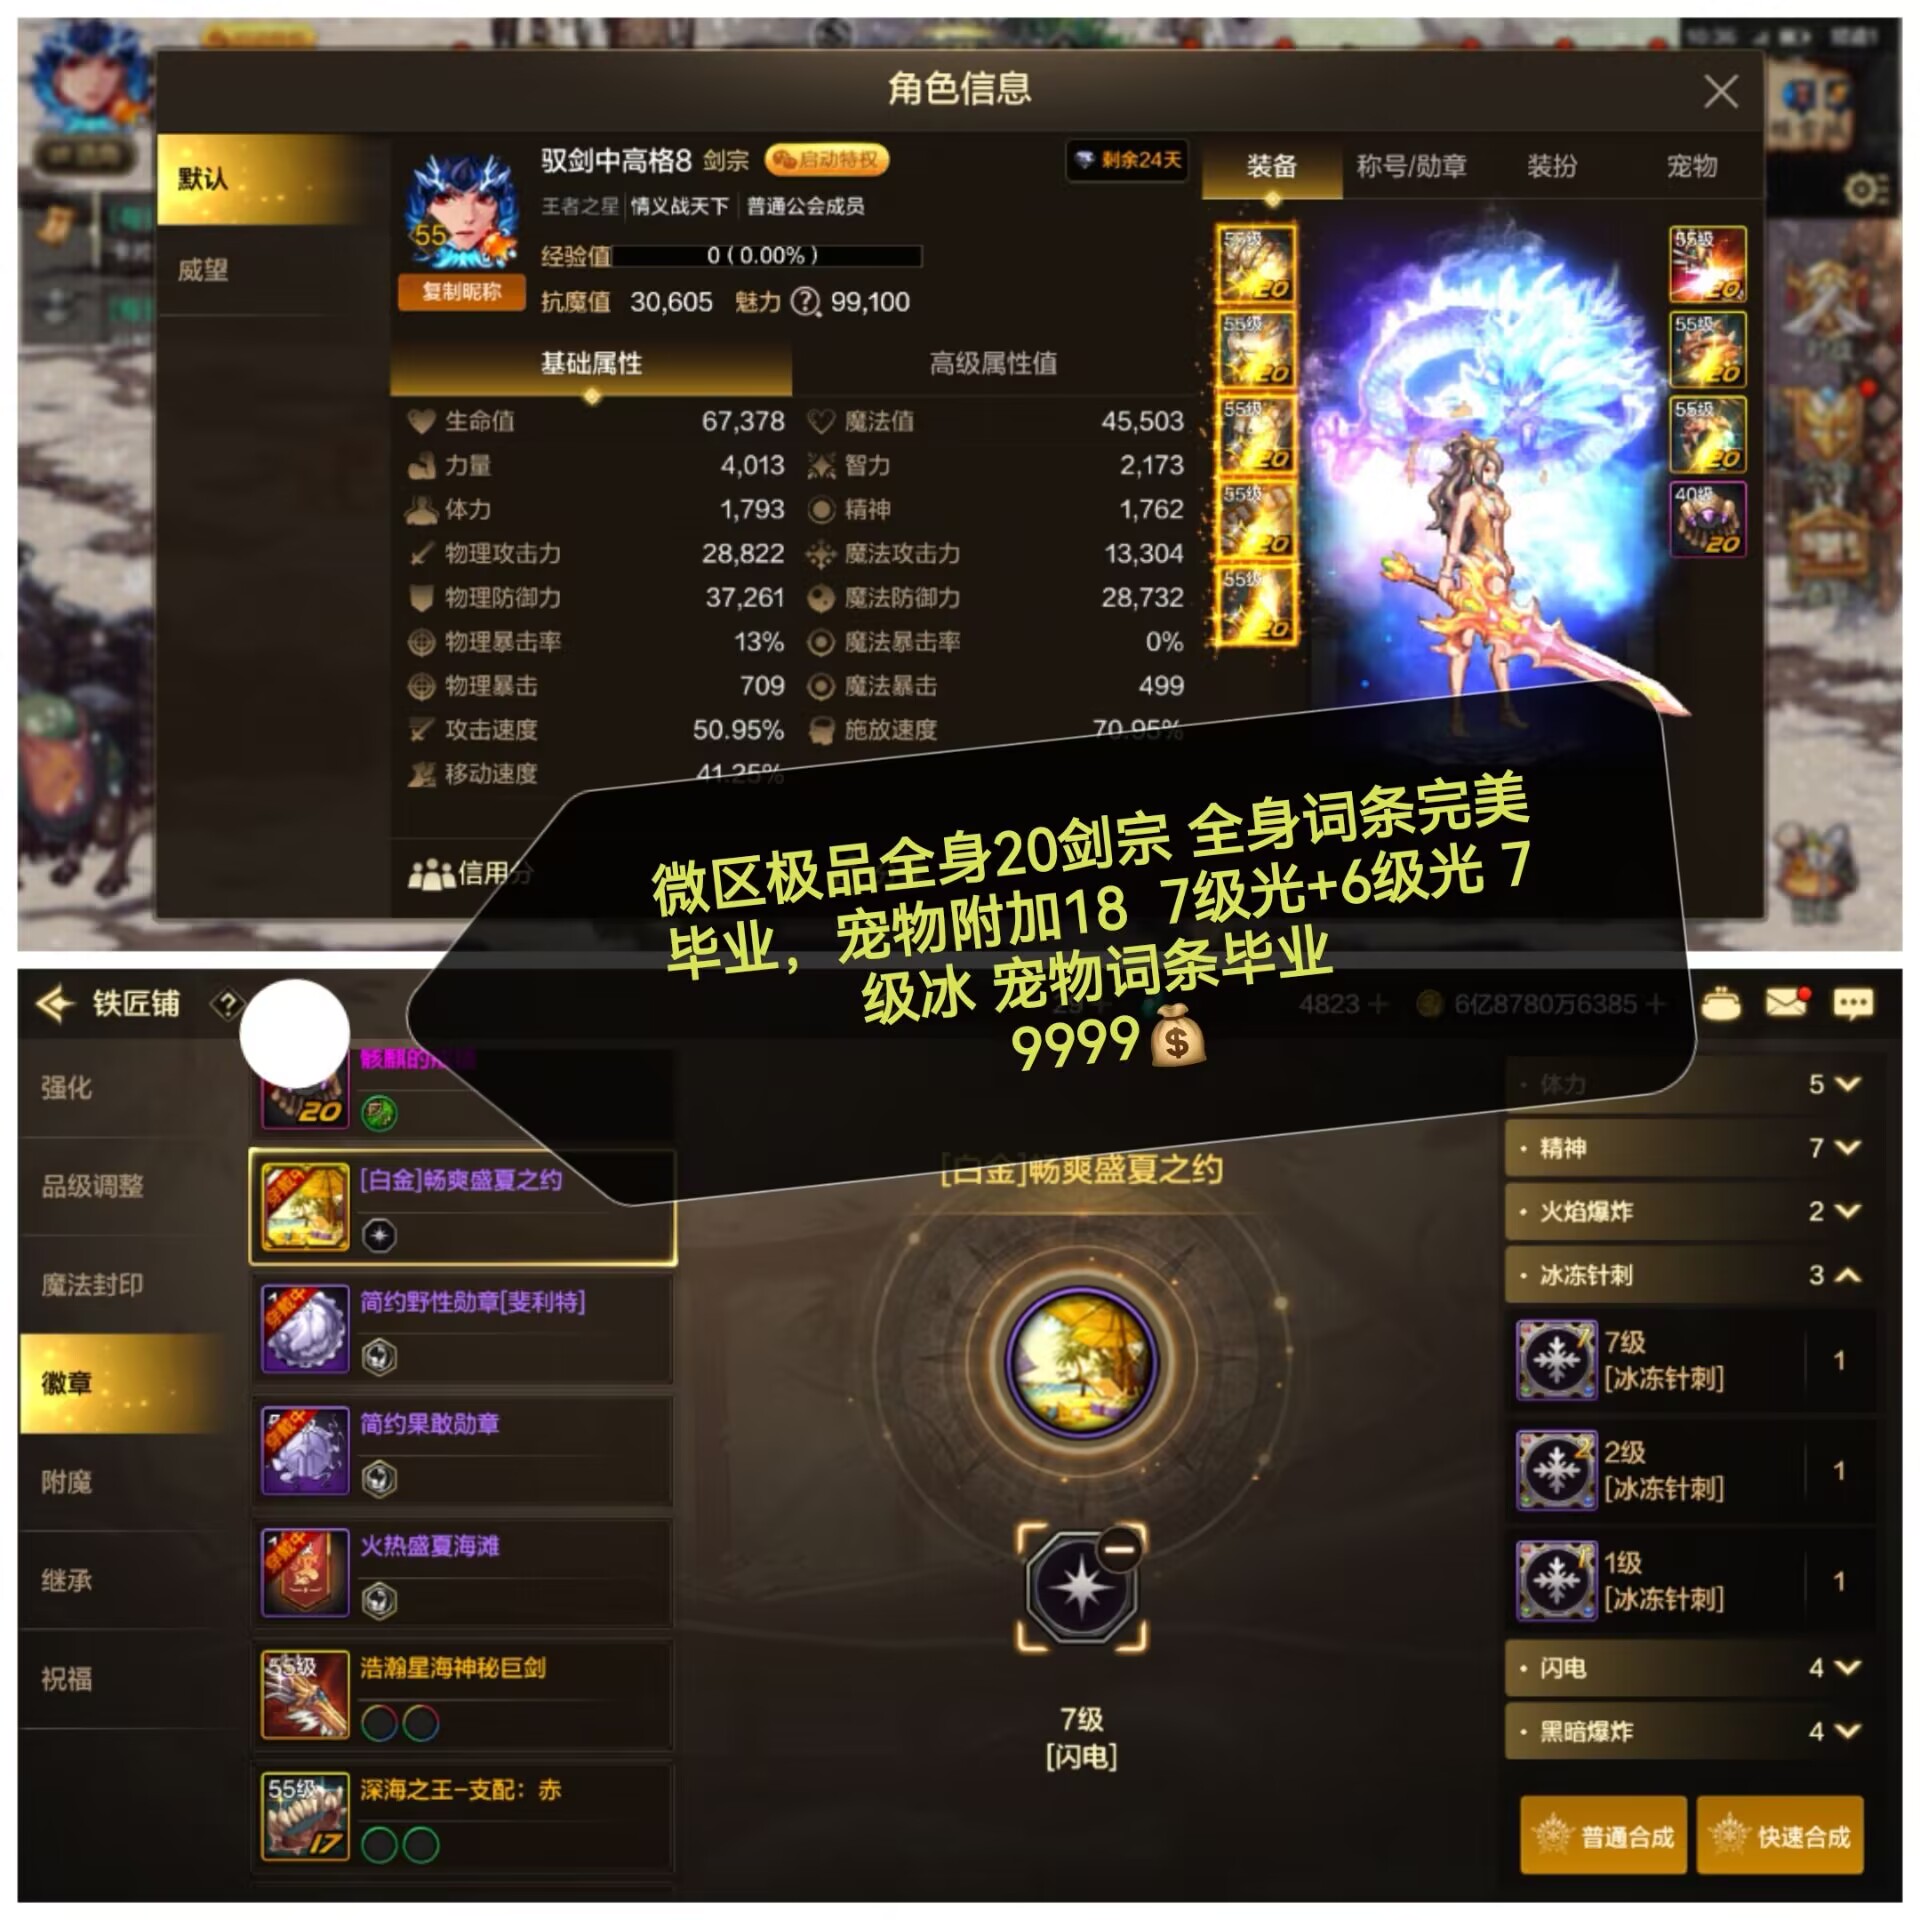 角色信息
默认
威望
驭剑中高格8 剑宗 启动特权
剩余24天
王者之星 情义战天下 普通公会成员
55
经验值 0 ( 0.00% )
复制昵称
抗魔值 30,605 魅力 ? 99,100
装备 称号/勋章 装扮 宠物
基础属性 高级属性值
生命值 67,378 魔法值 45,503
力量 4,013 智力 2,173
体力 1,793 精神 1,762
物理攻击力 28,822 魔法攻击力 13,304
物理防御力 37,261 魔法防御力 28,732
物理暴击率 13% 魔法暴击率 0%
物理暴击 709 魔法暴击 499
攻击速度 50.95% 施放速度 70.95%
移动速度 41.25%
信用分
55级 20
55级 20
55级 20
55级 20
55级 20
55级 20
55级 20
55级 20
40级 20
微区极品全身20剑宗 全身词条完美
毕业，宠物附加18 7级光+6级光 7
级冰 宠物词条毕业
9999
铁匠铺 ?
4823 + 6亿8780万6385 +
强化
品级调整
魔法封印
徽章
附魔
继承
祝福
20
[白金]畅爽盛夏之约
简约野性勋章[斐利特]
简约果敢勋章
火热盛夏海滩
55级 浩瀚星海神秘巨剑
55级 深海之王-支配：赤
17
[白金]畅爽盛夏之约
7级
[闪电]
体力 5
精神 7
火焰爆炸 2
冰冻针刺 3
7级
[冰冻针刺] 1
2级
[冰冻针刺] 1
1级
[冰冻针刺] 1
闪电 4
黑暗爆炸 4
普通合成 快速合成